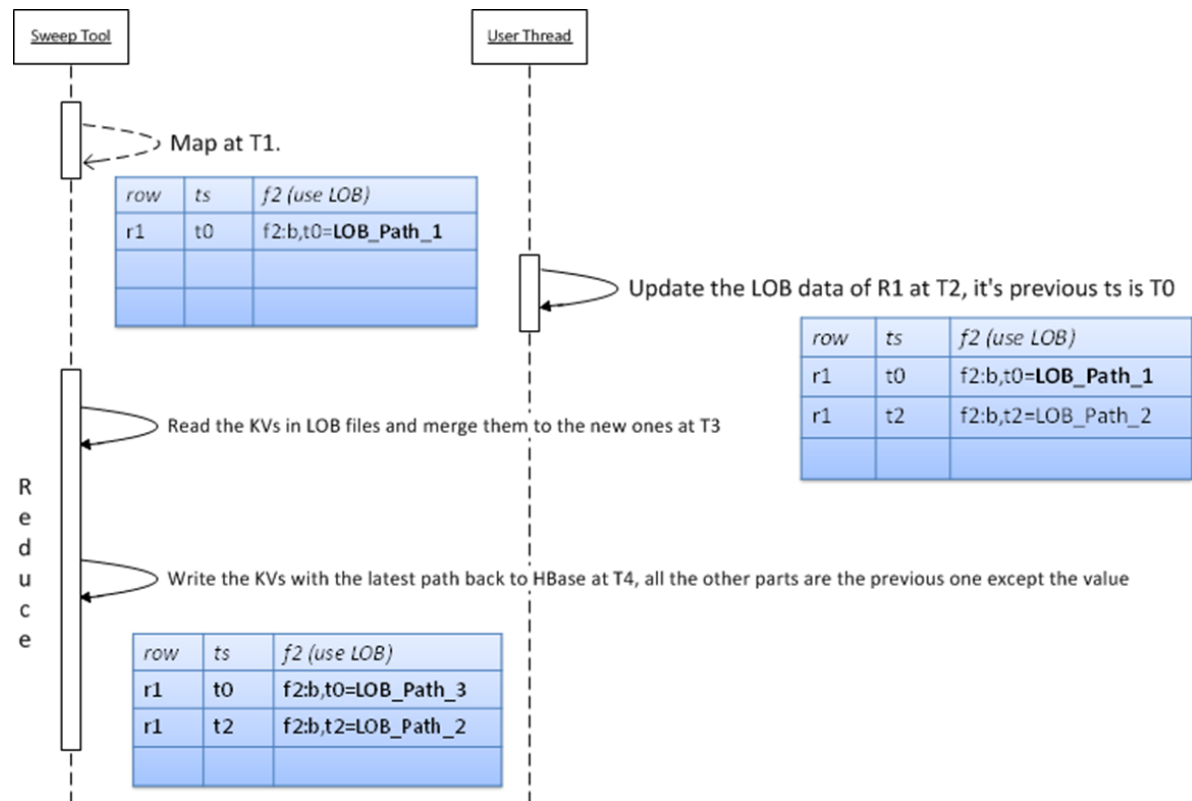 Sweep Tool
User Thread
Map at T1.
row ts f2 (use LOB)
r1 t0 f2:b,t0=LOB_Path_1
Update the LOB data of R1 at T2, it's previous ts is T0
row ts f2 (use LOB)
r1 t0 f2:b,t0=LOB_Path_1
r1 t2 f2:b,t2=LOB_Path_2
Read the KVs in LOB files and merge them to the new ones at T3
R
e
d
u
c
e
Write the KVs with the latest path back to HBase at T4, all the other parts are the previous one except the value
row ts f2 (use LOB)
r1 t0 f2:b,t0=LOB_Path_3
r1 t2 f2:b,t2=LOB_Path_2